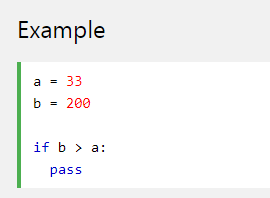 Example
a = 33
b = 200

if b > a:
  pass